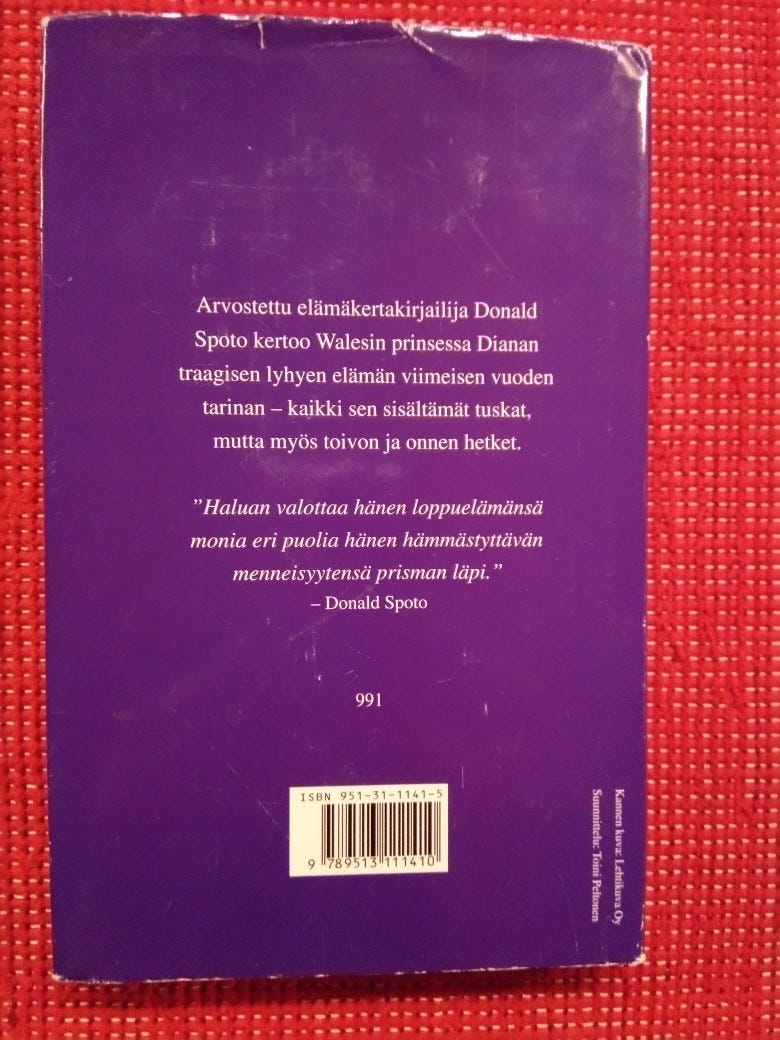 Arvostettu elämäkertakirjailija Donald
Spoto kertoo Walesin prinsessa Dianan
traagisen lyhyen elämän viimeisen vuoden
tarinan – kaikki sen sisältämät tuskat,
mutta myös toivon ja onnen hetket.
”Haluan valottaa hänen loppuelämänsä
monia eri puolia hänen hämmästyttävän
menneisyytensä prisman läpi.”
– Donald Spoto
991
ISBN 951-31-1141-5
9 789513 111410
Kannen kuva: Lehtikuva Oy
Suunnittelu: Toini Peltonen